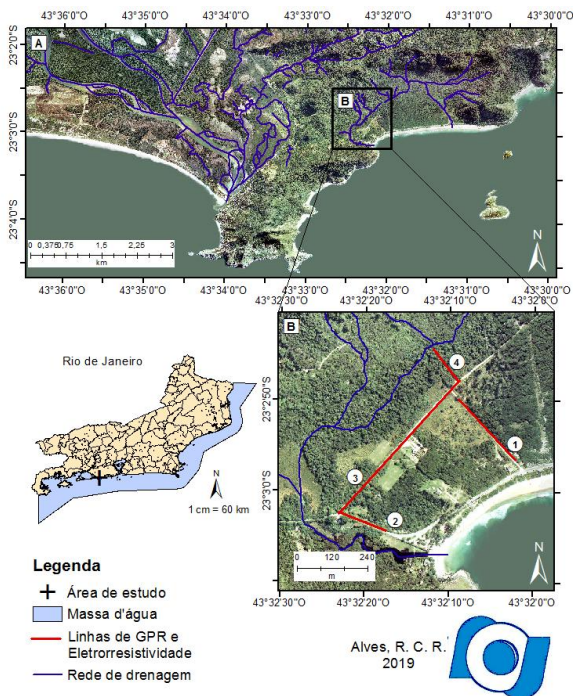 43°36'0"O 43°35'0"O 43°34'0"O 43°33'0"O 43°32'0"O 43°31'0"O 43°30'0"O
A
23°2'0"S
B
23°3'0"S
23°4'0"S
N
0 0,375 0,75 1,5 2,25 3
km
43°36'0"O 43°35'0"O 43°34'0"O 43°33'0"O 43°32'0"O 43°31'0"O 43°30'0"O
43°32'30"O 43°32'20"O 43°32'10"O 43°32'0"O
B
4
23°2'50"S
1
3
23°3'0"S
2
0 120 240
m
N
43°32'30"O 43°32'20"O 43°32'10"O 43°32'0"O
Rio de Janeiro
N
1 cm = 60 km
Legenda
Área de estudo
Massa d'água
Linhas de GPR e
Eletrorresistividade
Rede de drenagem
Alves, R. C. R.
2019